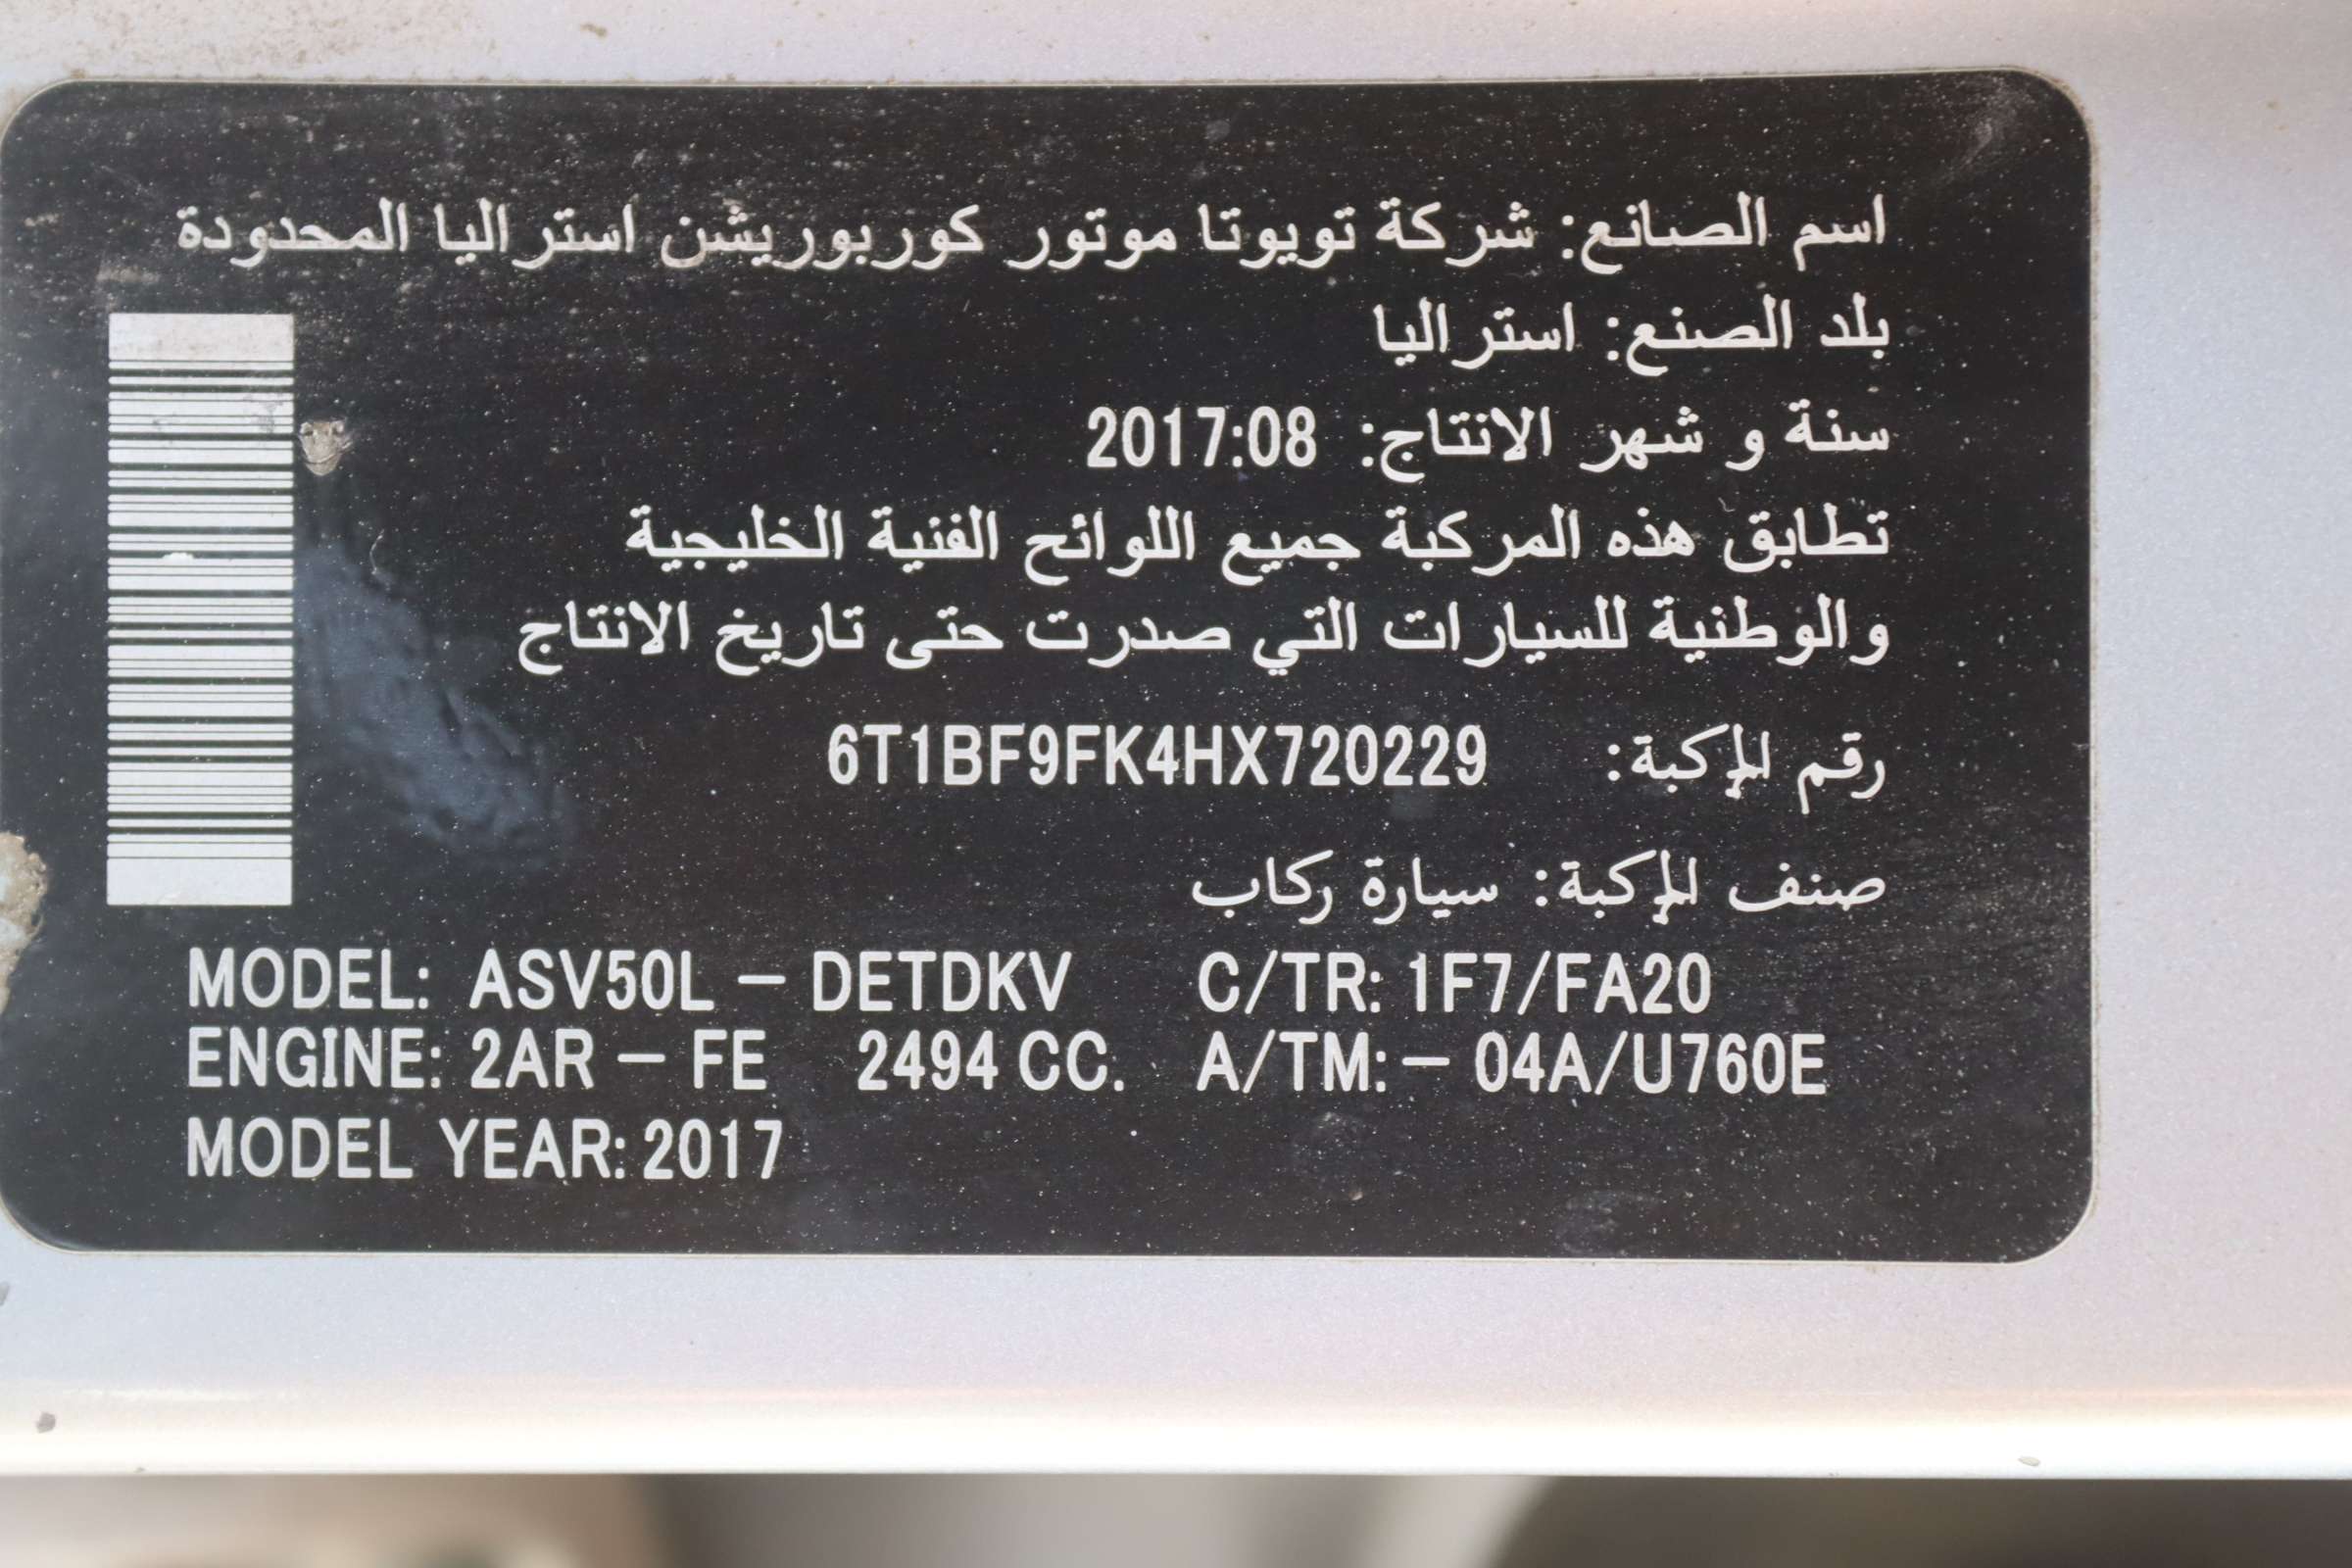 اسم الصانع: شركة تويوتا موتور كوربوريشن استراليا المحدودة
بلد الصنع: استراليا
سنة و شهر الانتاج: 2017:08
تطابق هذه المركبة جميع اللوائح الفنية الخليجية
والوطنية للسيارات التي صدرت حتى تاريخ الانتاج
رقم المركبة: 6T1BF9FK4HX720229
صنف المركبة: سيارة ركاب
MODEL: ASV50L – DETDKV C/TR: 1F7/FA20
ENGINE: 2AR – FE 2494 CC. A/TM: – 04A/U760E
MODEL YEAR: 2017